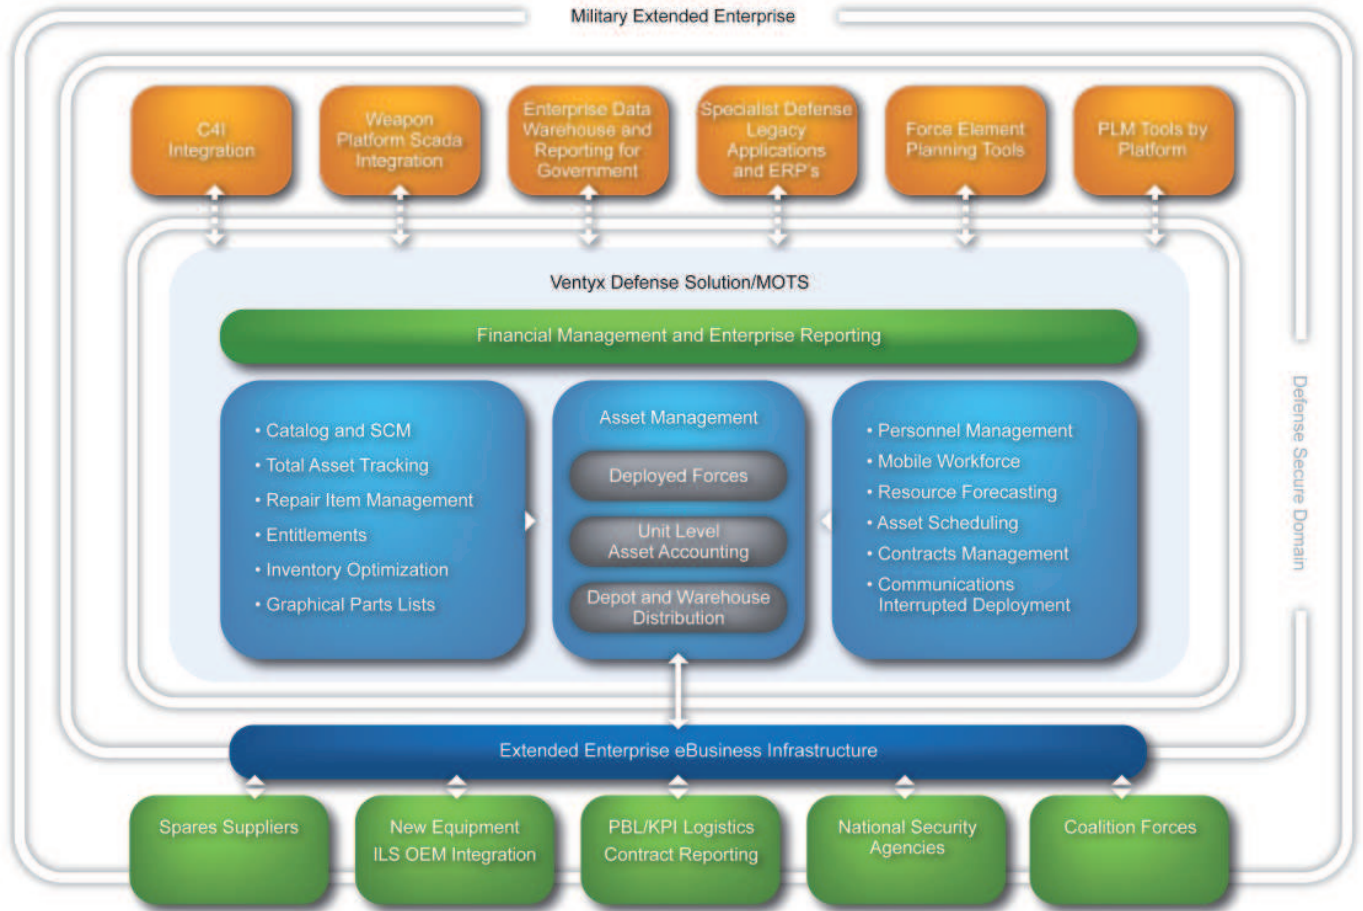 Military Extended Enterprise
C4I
Integration
Weapon
Platform Scada
Integration
Enterprise Data
Warehouse and
Reporting for
Government
Specialist Defense
Legacy
Applications
and ERP's
Force Element
Planning Tools
PLM Tools by
Platform
Ventyx Defense Solution/MOTS
Financial Management and Enterprise Reporting
• Catalog and SCM
• Total Asset Tracking
• Repair Item Management
• Entitlements
• Inventory Optimization
• Graphical Parts Lists
Asset Management
Deployed Forces
Unit Level
Asset Accounting
Depot and Warehouse
Distribution
• Personnel Management
• Mobile Workforce
• Resource Forecasting
• Asset Scheduling
• Contracts Management
• Communications
Interrupted Deployment
Defense Secure Domain
Extended Enterprise eBusiness Infrastructure
Spares Suppliers
New Equipment
ILS OEM Integration
PBL/KPI Logistics
Contract Reporting
National Security
Agencies
Coalition Forces